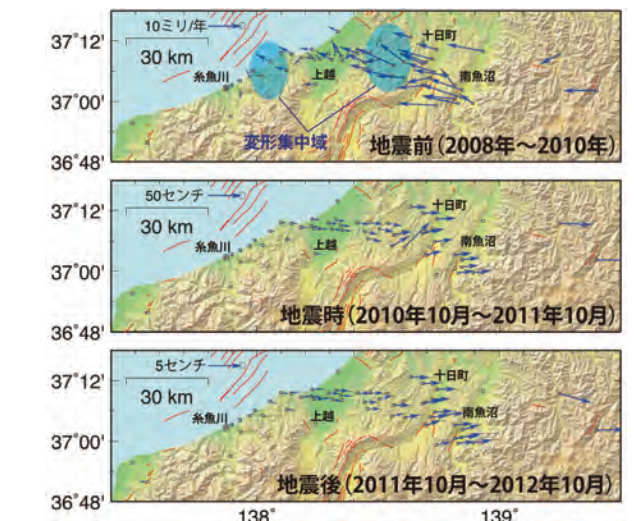 10ミリ/年
37°12'
30 km
十日町
糸魚川
上越
南魚沼
37°00'
変形集中域
地震前(2008年～2010年)
36°48'
50センチ
37°12'
30 km
十日町
糸魚川
上越
南魚沼
37°00'
地震時(2010年10月～2011年10月)
36°48'
5センチ
37°12'
30 km
十日町
糸魚川
上越
南魚沼
37°00'
地震後(2011年10月～2012年10月)
36°48'
138° 139°